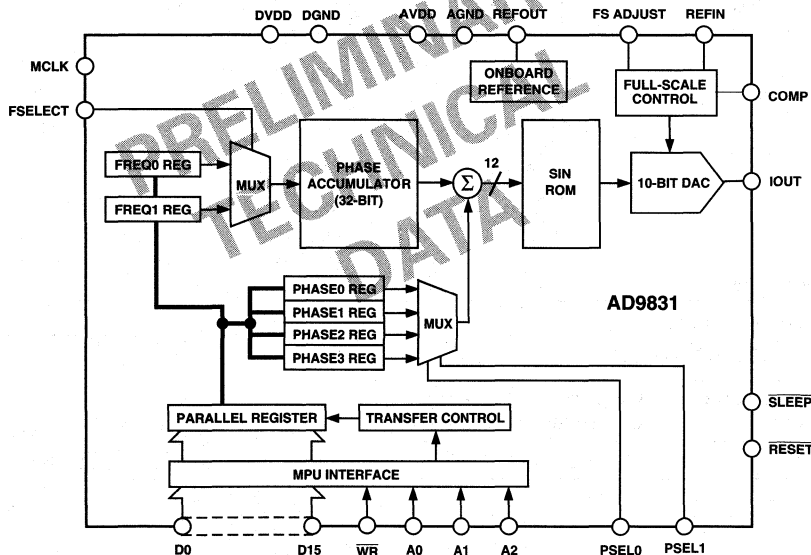 DVDD DGND AVDD AGND REFOUT FS ADJUST REFIN
MCLK
FSELECT
ONBOARD
REFERENCE
FULL-SCALE
CONTROL
COMP
FREQ0 REG
FREQ1 REG
MUX
PHASE
ACCUMULATOR
(32-BIT)
Σ
12
SIN
ROM
10-BIT DAC
IOUT
PRELIMINAR
TECHNICAL
DATA
PHASE0 REG
PHASE1 REG
PHASE2 REG
PHASE3 REG
MUX
AD9831
PARALLEL REGISTER
TRANSFER CONTROL
MPU INTERFACE
SLEEP
RESET
D0 D15 WR A0 A1 A2 PSEL0 PSEL1